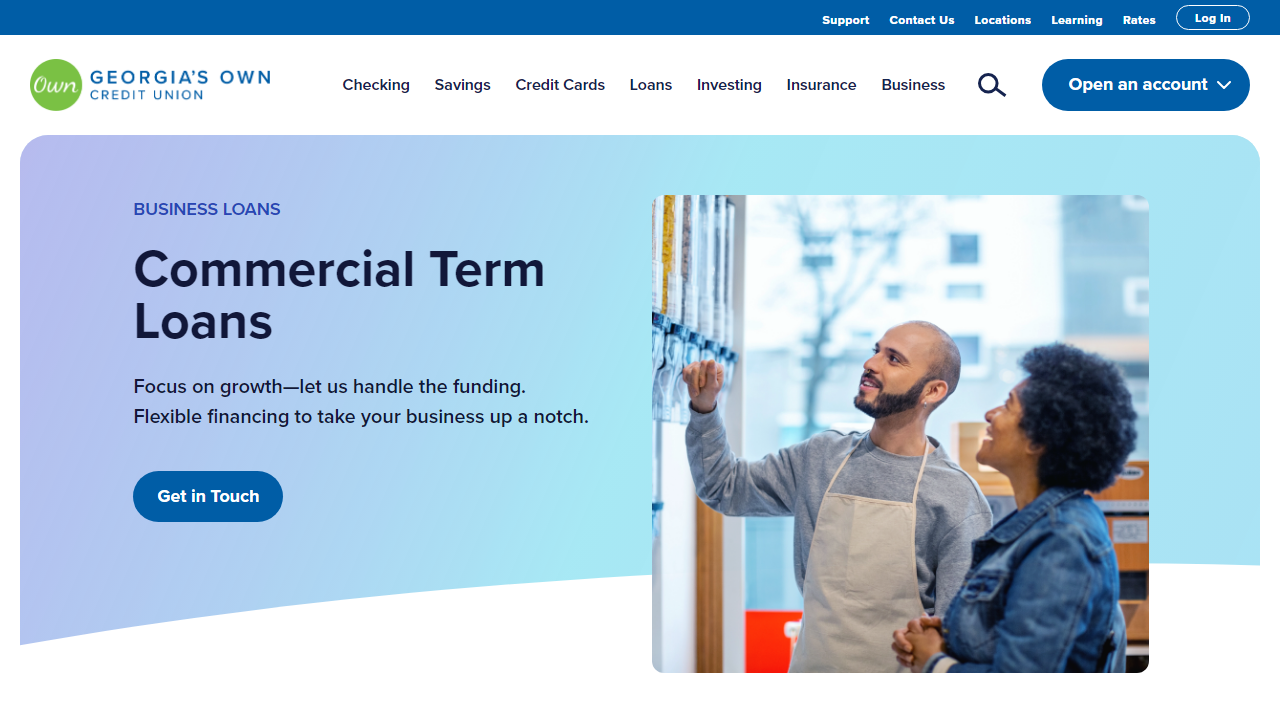 Support Contact Us Locations Learning Rates Log In
Own GEORGIA'S OWN
CREDIT UNION
Checking Savings Credit Cards Loans Investing Insurance Business Open an account
BUSINESS LOANS
Commercial Term
Loans
Focus on growth—let us handle the funding.
Flexible financing to take your business up a notch.
Get in Touch